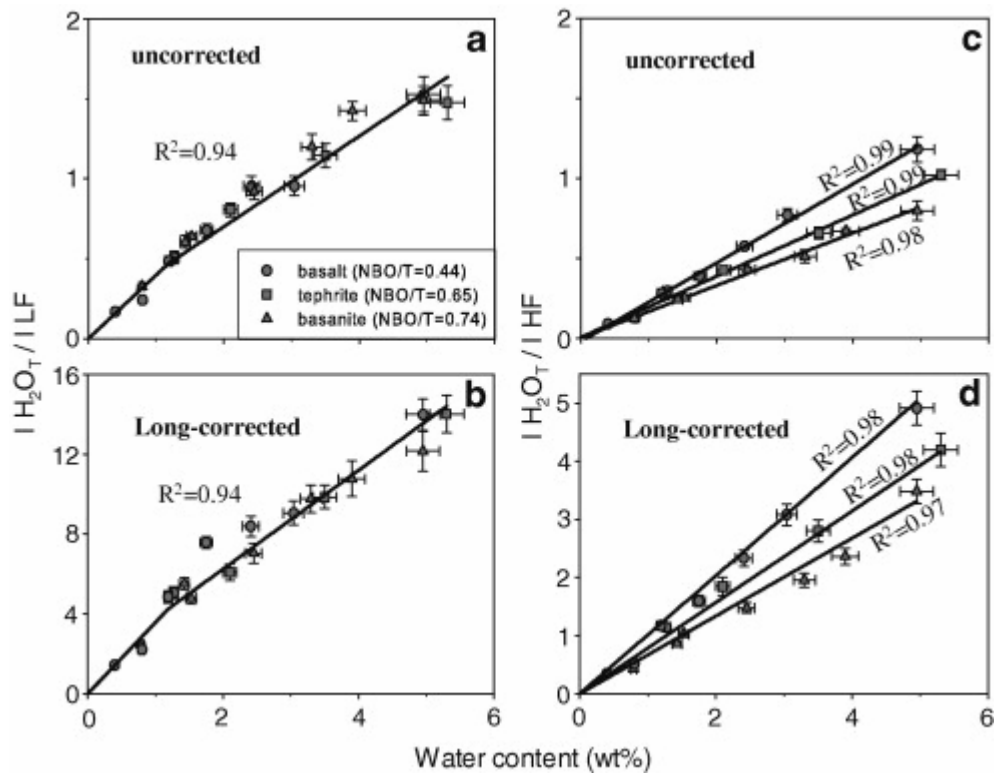 2
a
uncorrected
R²=0.94
1
basalt (NBO/T=0.44)
tephrite (NBO/T=0.65)
basanite (NBO/T=0.74)
0
I H₂O_T / I LF
2
c
uncorrected
R²=0.99
R²=0.99
R²=0.98
1
0
I H₂O_T / I HF
16
b
Long-corrected
12
R²=0.94
8
4
0
0 2 4 6
5
d
Long-corrected
R²=0.98
R²=0.98
R²=0.97
4
3
2
1
0
0 2 4 6
Water content (wt%)